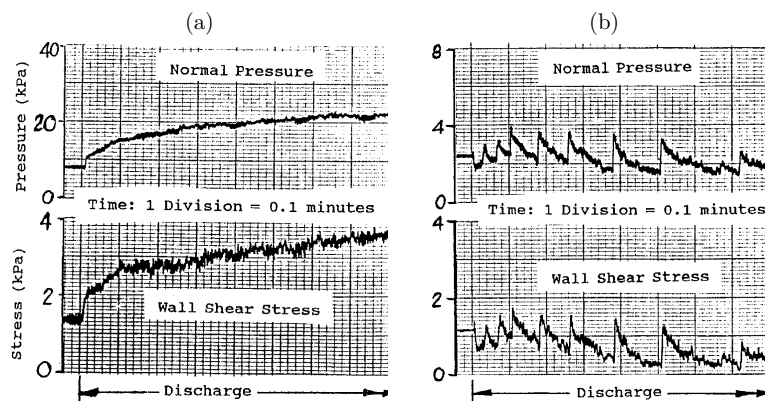 (a)
40
20
0
Pressure (kPa)
Normal Pressure
Time: 1 Division = 0.1 minutes
4
2
0
Stress (kPa)
Wall Shear Stress
Discharge
(b)
8
4
0
Normal Pressure
Time: 1 Division = 0.1 minutes
4
2
0
Wall Shear Stress
Discharge